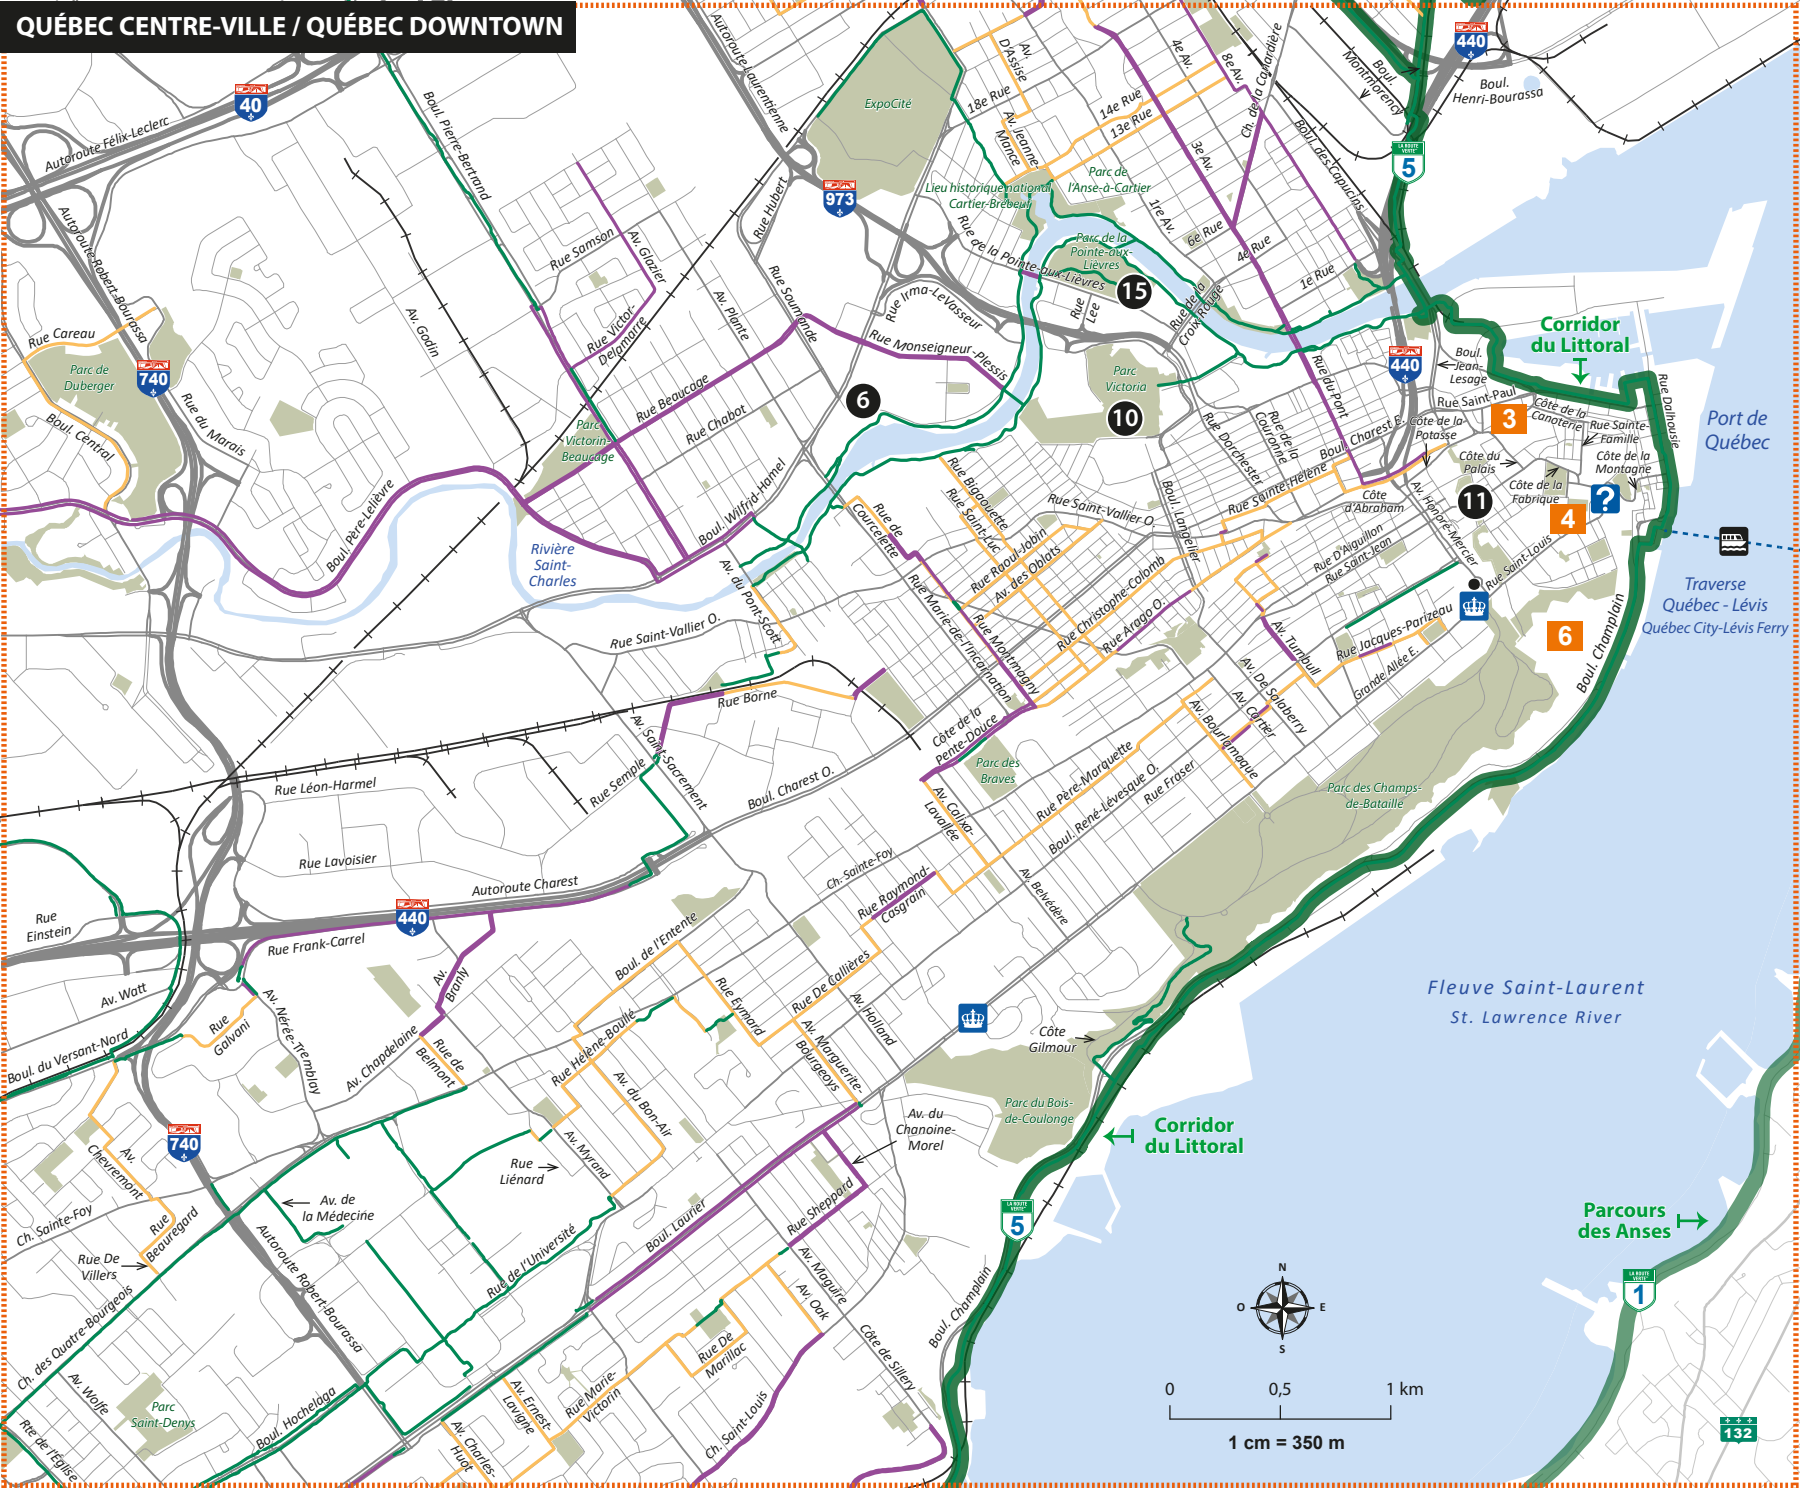 QUÉBEC CENTRE-VILLE / QUÉBEC DOWNTOWN
40
Autoroute Félix-Leclerc
Boul. Pierre-Bertrand
Autoroute Laurentienne
ExpoCité
Av.
D'Assise
18e Rue
Av. Jeanne-
Mance
14e Rue
13e Rue
4e Av.
8e Av.
3e Av.
Ch. de la Canardière
Boul. des Capucins
Boul.
Montmorency
440
Boul.
Henri-Bourassa
LA ROUTE
VERTE
5
973
Rue Hubert
Lieu historique national
Cartier-Brébeuf
Parc de
l'Anse-à-Cartier
1re Av.
6e Rue
4e Rue
1e Rue
Parc de la
Pointe-aux-
Lièvres
Rue de la Pointe-aux-Lièvres
15
Rue
Lee
Rue de la
Croix Rouge
Autoroute Robert-Bourassa
Rue Samson
Av. Glazier
Av. Plante
Rue Soumande
Rue Irma-LeVasseur
Rue Careau
Parc de
Duberger
740
Av. Godin
Rue Victor-
Delamarre
Rue Monseigneur-Plessis
Rue Beaucage
Rue Chabot
6
Parc
Victoria
10
Rue du Pont
440
Boul.
Jean-
Lesage
Corridor
du Littoral
Rue Saint-Paul
3
Côte de la
Canoterie
Rue Sainte-
Famille
Rue Dalhousie
Port de
Québec
Boul. Central
Rue du Marais
Parc
Victorin-
Beaucage
Rue Dorchester
Rue de la
Couronne
Boul. Charest E.
Côte de la
Potasse
Côte du
Palais
Côte de la
Fabrique
Côte de la
Montagne
11
4
?
Boul. Père-Lelièvre
Boul. Wilfrid-Hamel
Rivière
Saint-
Charles
Rue de
Courcelette
Rue Bigaouette
Rue Saint-Luc
Rue Saint-Vallier O.
Boul. Langelier
Rue Sainte-Hélène
Côte
d'Abraham
Av. Honoré-Mercier
Rue D'Aiguillon
Rue Saint-Jean
Rue Saint-Louis
Traverse
Québec - Lévis
Québec City-Lévis Ferry
Rue Raoul-Jobin
Av. des Oblats
Rue Christophe-Colomb
Rue Arago O.
Av. du Pont-Scott
Rue Saint-Vallier O.
Rue Marie-de-l'Incarnation
Rue Montmagny
Av. Turnbull
Rue Jacques-Parizeau
Grande Allée E.
6
Boul. Champlain
Av. De Salaberry
Av. Cartier
Av. Bourlamaque
Rue Borne
Côte de la
Pente-Douce
Parc des
Braves
Rue Père-Marquette
Boul. René-Lévesque O.
Rue Fraser
Parc des Champs-
de-Bataille
Av. Saint-Sacrement
Rue Semple
Boul. Charest O.
Rue Léon-Harmel
Rue Lavoisier
Av. Calixa-
Lavallée
Ch. Sainte-Foy
Av. Belvédère
Rue Raymond-
Casgrain
Rue
Einstein
Autoroute Charest
440
Rue Frank-Carrel
Boul. de l'Entente
Av.
Branly
Av. Watt
Rue Eymard
Rue De Callières
Av. Holland
Rue
Galvani
Av. Nérée-Tremblay
Av. Chapdelaine
Rue de
Belmont
Rue Hélène-Boullé
Av. Marguerite-
Bourgeoys
Côte
Gilmour
Fleuve Saint-Laurent
St. Lawrence River
Boul. du Versant-Nord
Av. du Bon-Air
Parc du Bois-
de-Coulonge
Av. du
Chanoine-
Morel
Corridor
du Littoral
740
Av.
Chevremont
Rue
Liénard
Av. Myrand
Av. de
la Médecine
Ch. Sainte-Foy
Rue
Beauregard
Rue De
Villers
Boul. Laurier
Rue Sheppard
LA ROUTE
VERTE
5
Parcours
des Anses
Rue de l'Université
Av. Maguire
Av. Oak
Autoroute Robert-Bourassa
Ch. des Quatre-Bourgeois
Boul. Champlain
Côte de Sillery
N
O
E
S
LA ROUTE
VERTE
1
Rue De
Marillac
Av. Wolfe
Parc
Saint-Denys
Rte de l'Église
Boul. Hochelaga
Av. Ernest-
Lavigne
Rue Marie-
Victorin
Av. Charles-
Huot
Ch. Saint-Louis
0
0,5
1 km
1 cm = 350 m
132